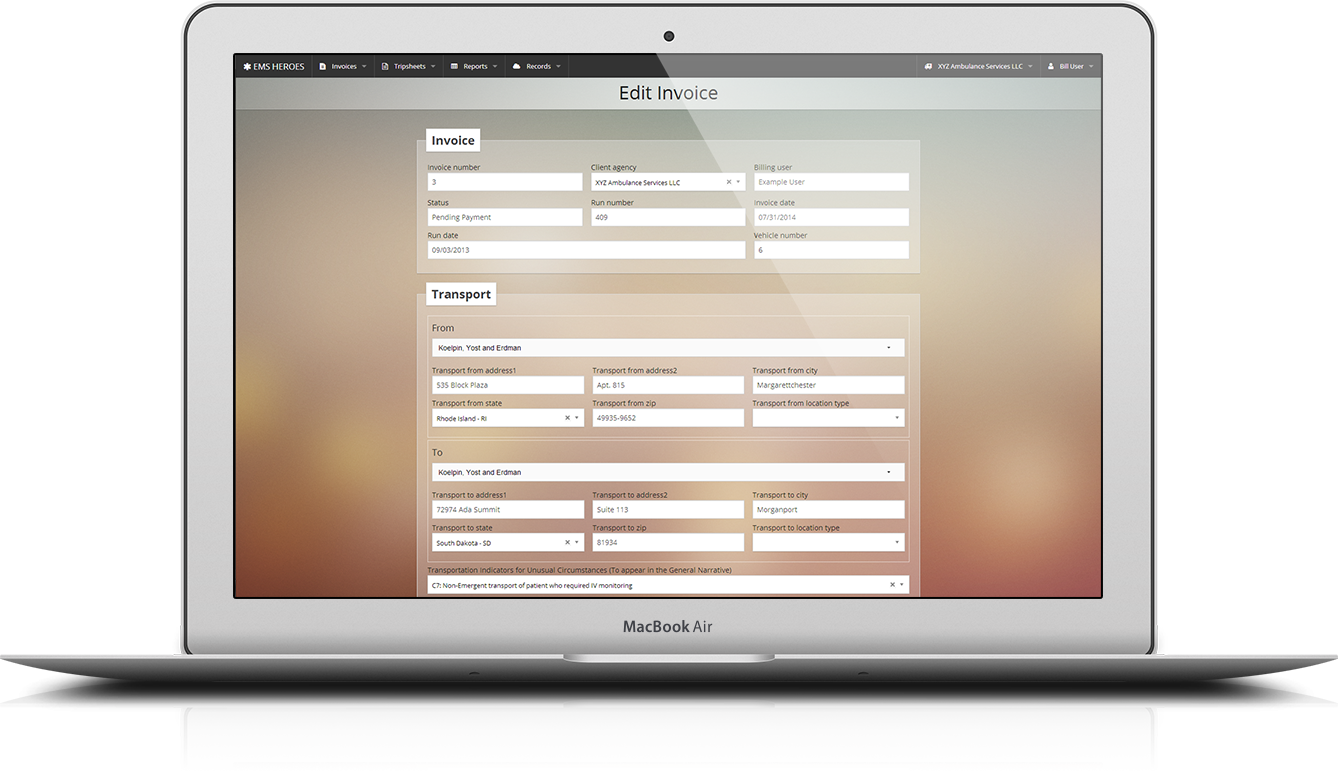 EMS HEROES Invoices Tripsheets Reports Records XYZ Ambulance Services LLC Bill User
Edit Invoice
Invoice
Invoice number Client agency Billing user
3 XYZ Ambulance Services LLC Example User
Status Run number Invoice date
Pending Payment 409 07/31/2014
Run date Vehicle number
09/03/2013 6
Transport
From
Koelpin, Yost and Erdman
Transport from address1 Transport from address2 Transport from city
535 Block Plaza Apt. 815 Margarettchester
Transport from state Transport from zip Transport from location type
Rhode Island - RI 49935-9652
To
Koelpin, Yost and Erdman
Transport to address1 Transport to address2 Transport to city
72974 Ada Summit Suite 113 Morganport
Transport to state Transport to zip Transport to location type
South Dakota - SD 81934
Transportation Indicators for Unusual Circumstances (To appear in the General Narrative)
C7: Non-Emergent transport of patient who required IV monitoring
MacBook Air